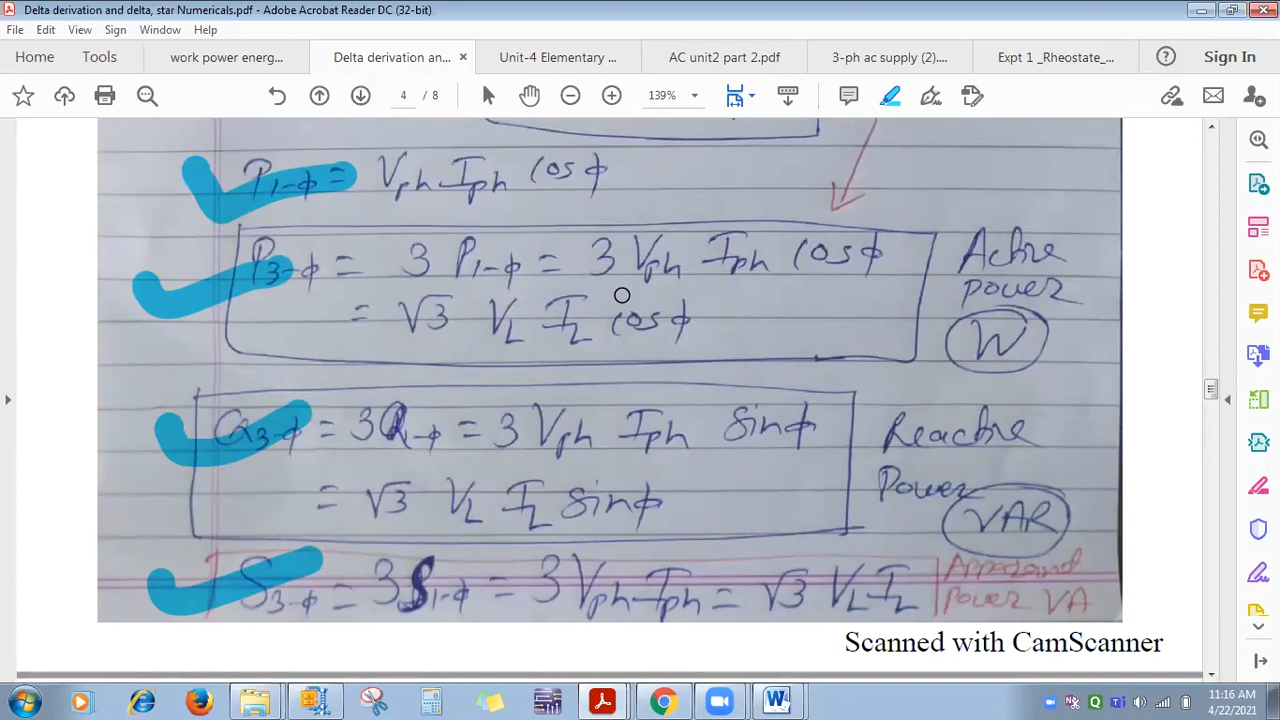 Delta derivation and delta, star Numericals.pdf - Adobe Acrobat Reader DC (32-bit)
File Edit View Sign Window Help
Home Tools work power energ... Delta derivation an... × Unit-4 Elementary ... AC unit2 part 2.pdf 3-ph ac supply (2).... Expt 1 _Rheostate_... Sign In
4 / 8 139%
P1-ϕ = Vph Iph cosϕ
P3-ϕ = 3 P1-ϕ = 3 Vph Iph cosϕ Active
= √3 VL IL cosϕ power
W
Q3-ϕ = 3Q1-ϕ = 3 Vph Iph sinϕ Reactive
= √3 VL IL sinϕ Power
VAR
S3-ϕ = 3S1-ϕ = 3 Vph Iph = √3 VL IL power VA
Scanned with CamScanner
11:16 AM
4/22/2021